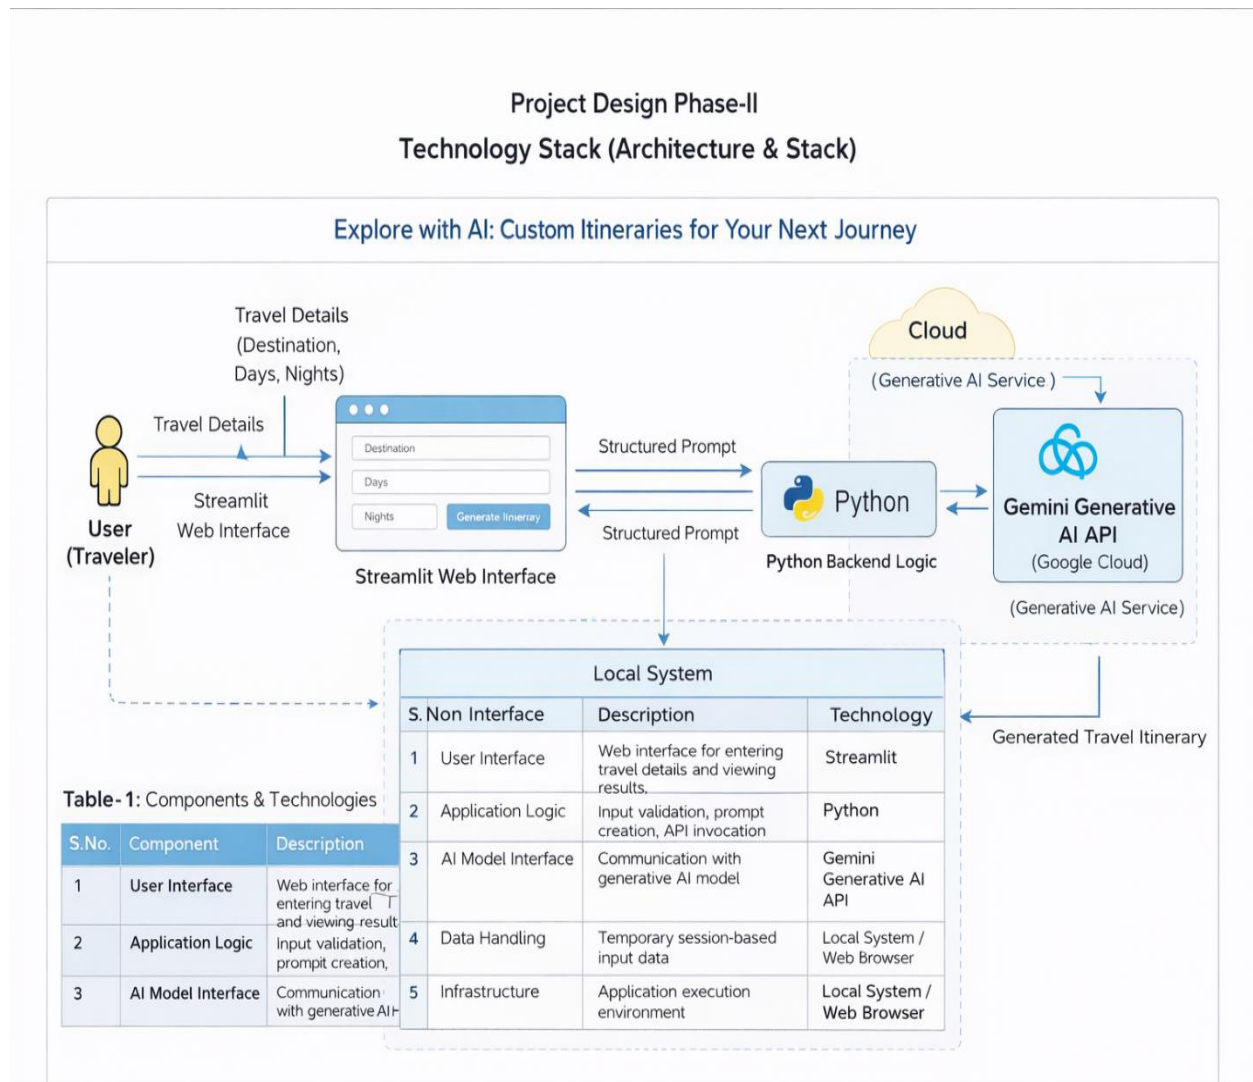 Project Design Phase-II
Technology Stack (Architecture & Stack)
Explore with AI: Custom Itineraries for Your Next Journey
Travel Details
(Destination,
Days, Nights)
Travel Details
Streamlit
Web Interface
User
(Traveler)
Destination
Days
Nights
Generate
Streamlit Web Interface
Structured Prompt
Structured Prompt
Python
Python Backend Logic
Cloud
(Generative AI Service )
Gemini Generative
AI API
(Google Cloud)
(Generative AI Service)
Generated Travel Itinerary
Local System
S. Non Interface Description Technology
1 User Interface Web interface for entering
travel details and viewing
results,
Streamlit
2 Application Logic Input validation, prompt
creation, API invocation
Python
3 AI Model Interface Communication with
generative AI model
Gemini
Generative AI
API
4 Data Handling Temporary session-based
input data
Local System /
Web Browser
5 Infrastructure Application execution
environment
Local System /
Web Browser
Table-1: Components & Technologies
S.No. Component Description
1 User Interface Web interface for
entering travel
and viewing result
2 Application Logic Input validation,
prompit creation,
3 AI Model Interface Communication
with generative AI